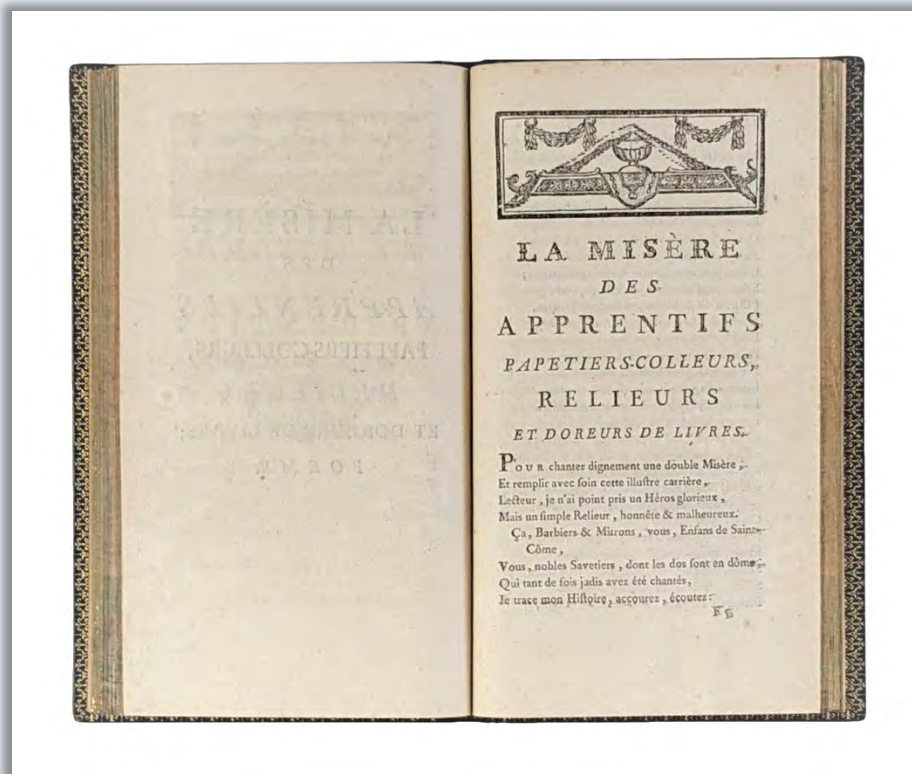 LA MISÈRE
DES
APPRENTIFS
PAPETIERS-COLLEURS,
RELIEURS
ET DOREURS DE LIVRES.
POUR chanter dignement une double Misère,
Et remplir avec ſoin cette illuſtre carrière,
Lecteur, je n'ai point pris un Héros glorieux,
Mais un ſimple Relieur, honnête & malheureux.
Ça, Barbiers & Mitrons, vous, Enfans de Saint-
Côme,
Vous, nobles Savetiers, dont les dos ſont en dôme,
Qui tant de fois jadis avez été chantés,
Je trace mon Hiſtoire, accourez, écoutez: